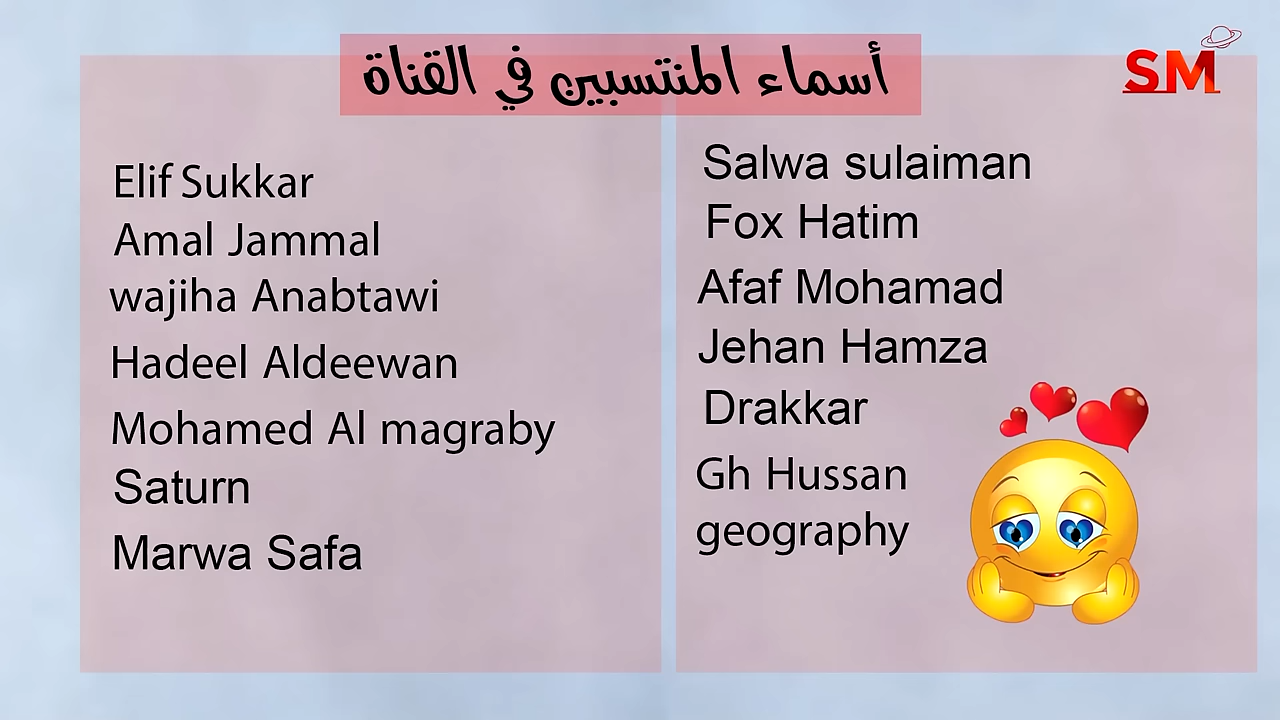 أسماء المنتسبين في القناة
SM
Elif Sukkar
Amal Jammal
wajiha Anabtawi
Hadeel Aldeewan
Mohamed Al magraby
Saturn
Marwa Safa
Salwa sulaiman
Fox Hatim
Afaf Mohamad
Jehan Hamza
Drakkar
Gh Hussan
geography